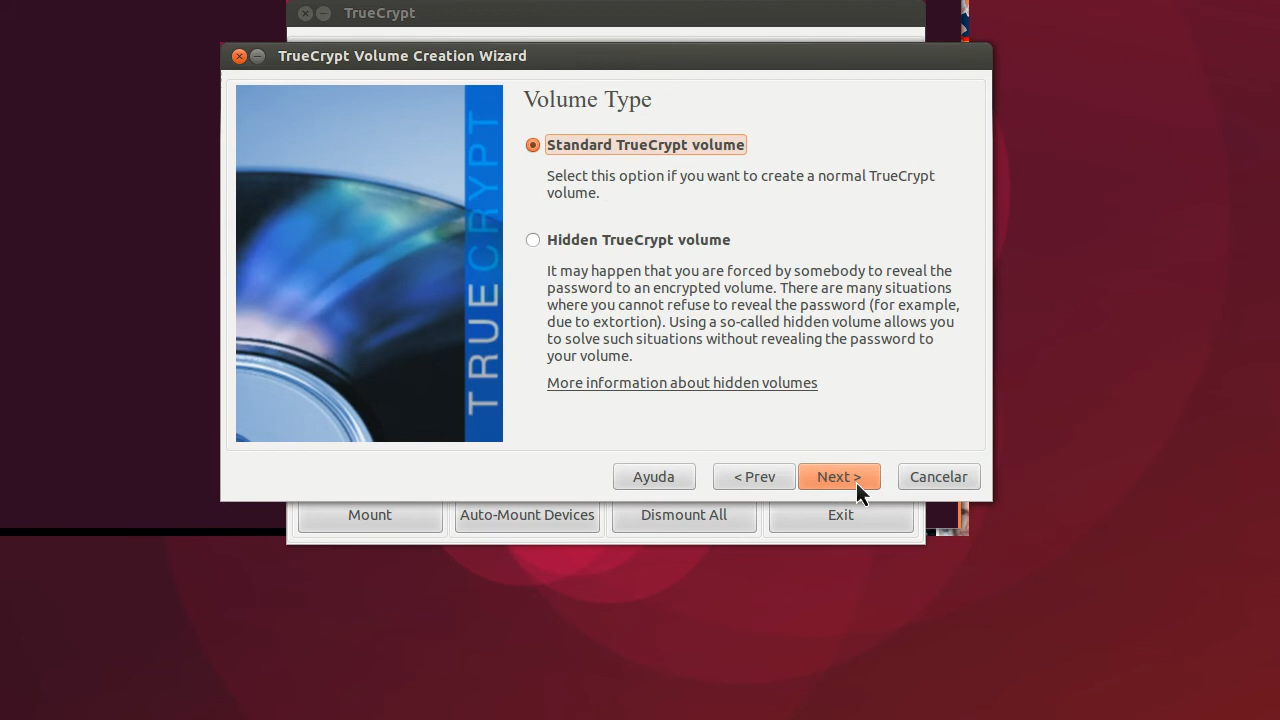 TrueCrypt
TrueCrypt Volume Creation Wizard
TRUECRYPT
Volume Type
Standard TrueCrypt volume
Select this option if you want to create a normal TrueCrypt
volume.
Hidden TrueCrypt volume
It may happen that you are forced by somebody to reveal the
password to an encrypted volume. There are many situations
where you cannot refuse to reveal the password (for example,
due to extortion). Using a so-called hidden volume allows you
to solve such situations without revealing the password to
your volume.
More information about hidden volumes
Ayuda
< Prev
Next >
Cancelar
Mount
Auto-Mount Devices
Dismount All
Exit